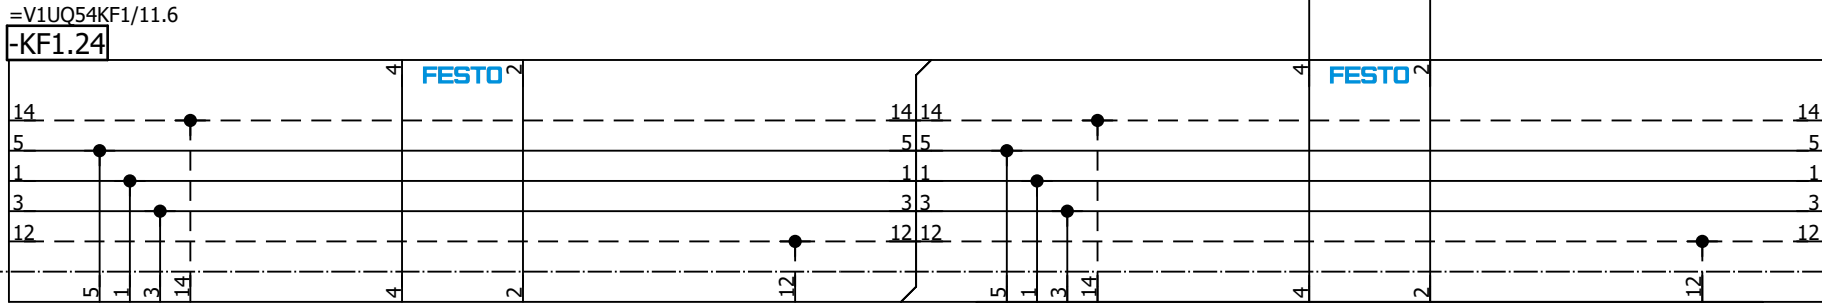 =V1UQ54KF1/11.6
-KF1.24
4 FESTO 2 4 FESTO 2
14 14 14 14
5 5 5 5
1 1 1 1
3 3 3 3
12 12 12 12
5 1 3 14 4 2 12 5 1 3 14 4 2 12